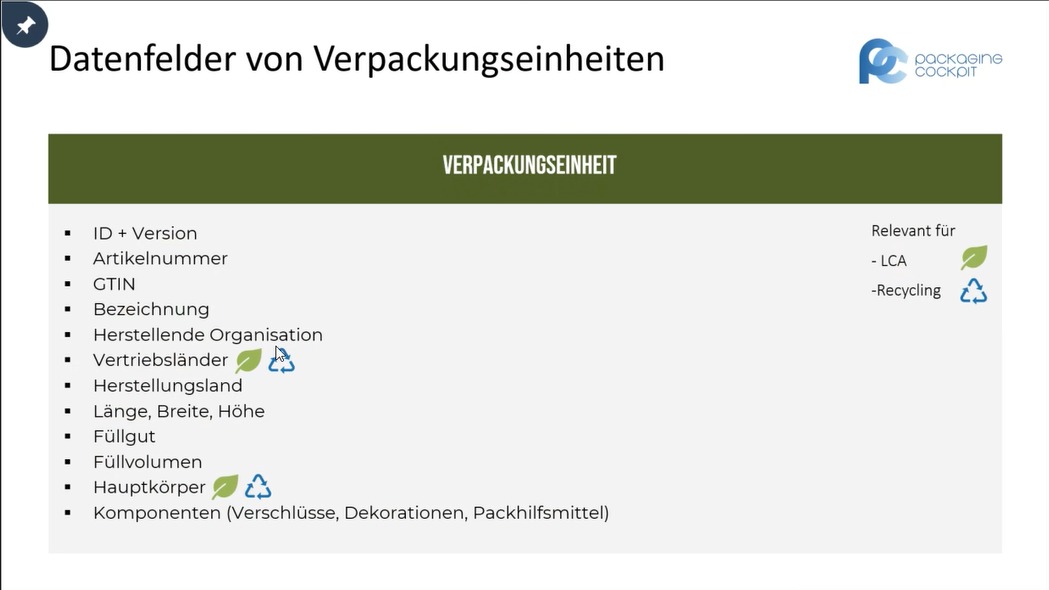 Datenfelder von Verpackungseinheiten
packaging
cockpit
VERPACKUNGSEINHEIT
▪ ID + Version
▪ Artikelnummer
▪ GTIN
▪ Bezeichnung
▪ Herstellende Organisation
▪ Vertriebsländer
▪ Herstellungsland
▪ Länge, Breite, Höhe
▪ Füllgut
▪ Füllvolumen
▪ Hauptkörper
▪ Komponenten (Verschlüsse, Dekorationen, Packhilfsmittel)
Relevant für
- LCA
-Recycling